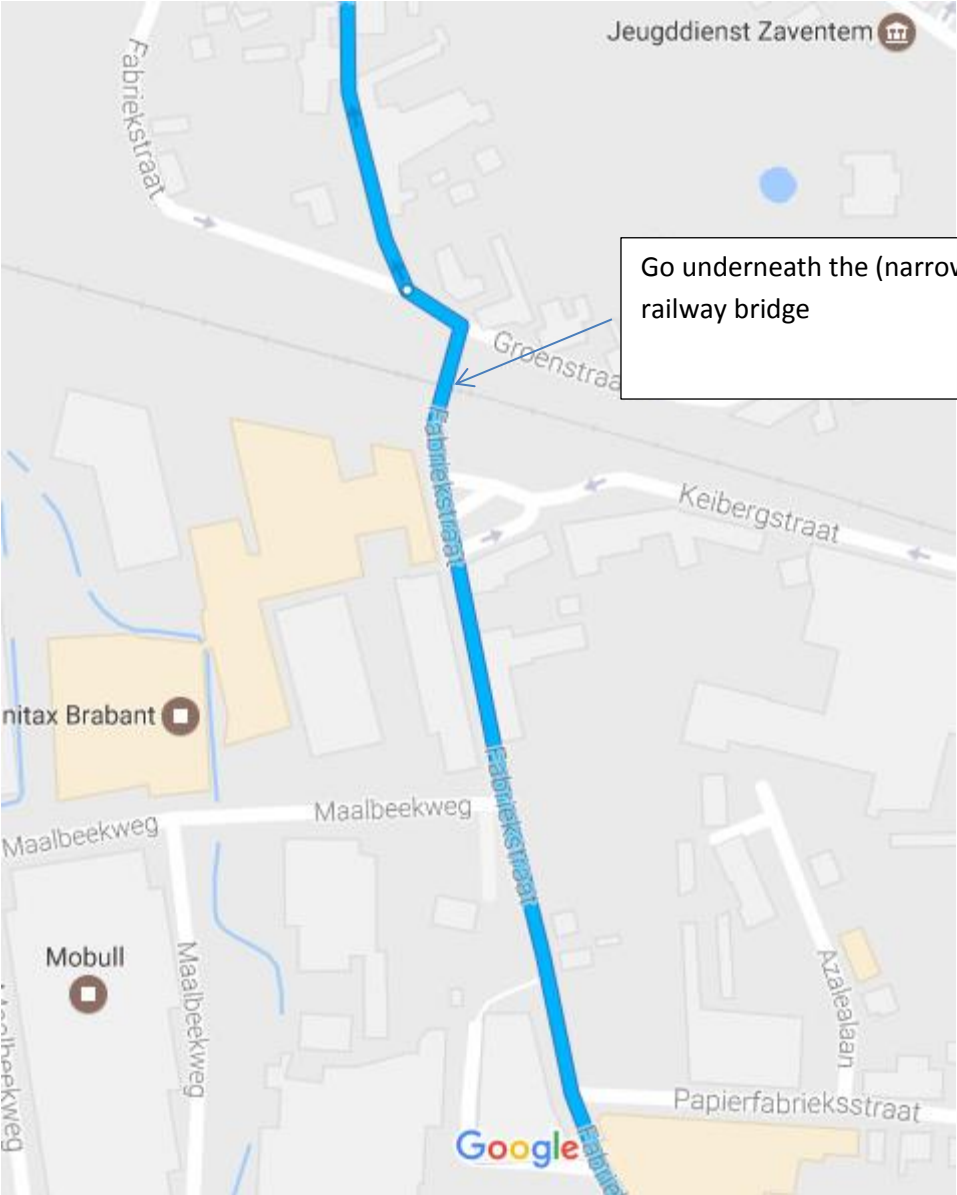 Jeugddienst Zaventem
Fabriekstraat
Go underneath the (narrow
railway bridge
Groenstraa
Fabriekstraat
Keibergstraat
nitax Brabant
Fabriekstraat
Maalbeekweg
Maalbeekweg
Mobull
Maalbeekweg
Azalealaan
Papierfabrieksstraat
Google